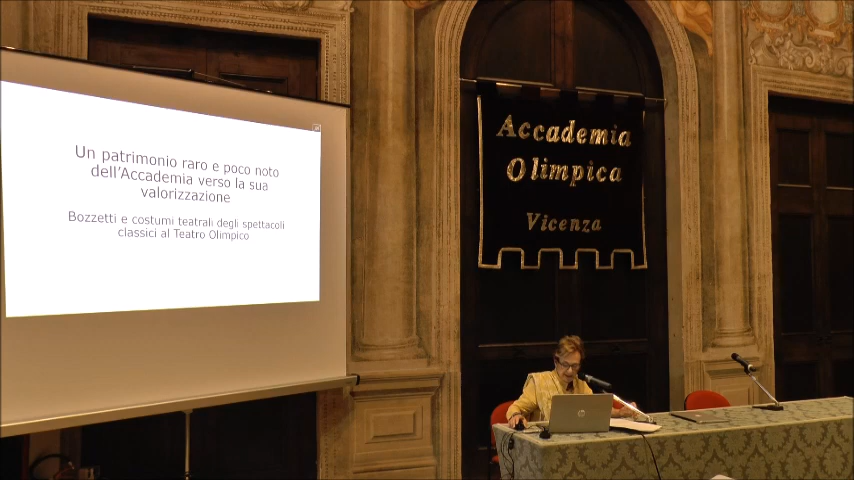 Un patrimonio raro e poco noto
dell'Accademia verso la sua
valorizzazione
Bozzetti e costumi teatrali degli spettacoli
classici al Teatro Olimpico
Accademia
Olimpica
Vicenza